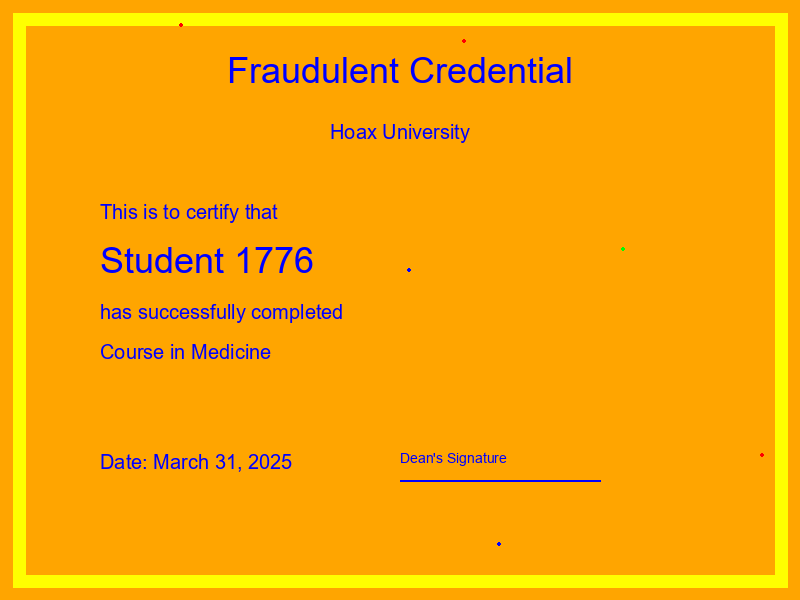 Fraudulent Credential
Hoax University
This is to certify that
Student 1776
has successfully completed
Course in Medicine
Date: March 31, 2025
Dean's Signature